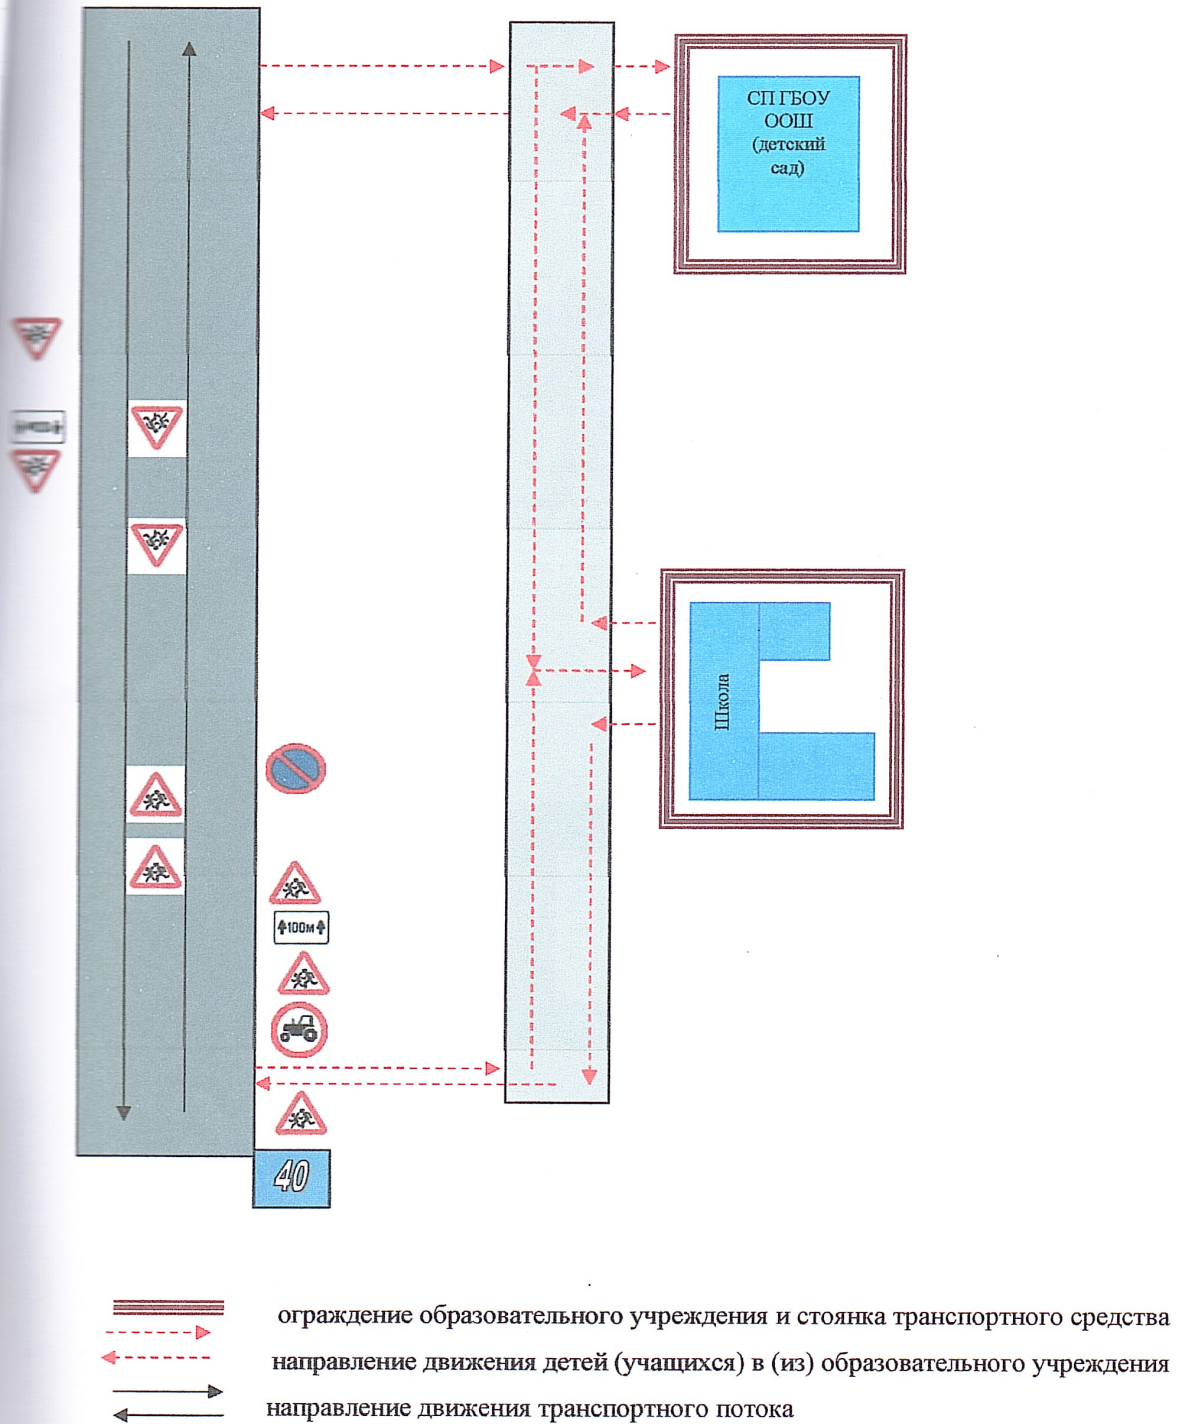 СП ГБОУ
ООШ
(детский
сад)
Школа
100м
40
ограждение образовательного учреждения и стоянка транспортного средства
направление движения детей (учащихся) в (из) образовательного учреждения
направление движения транспортного потока